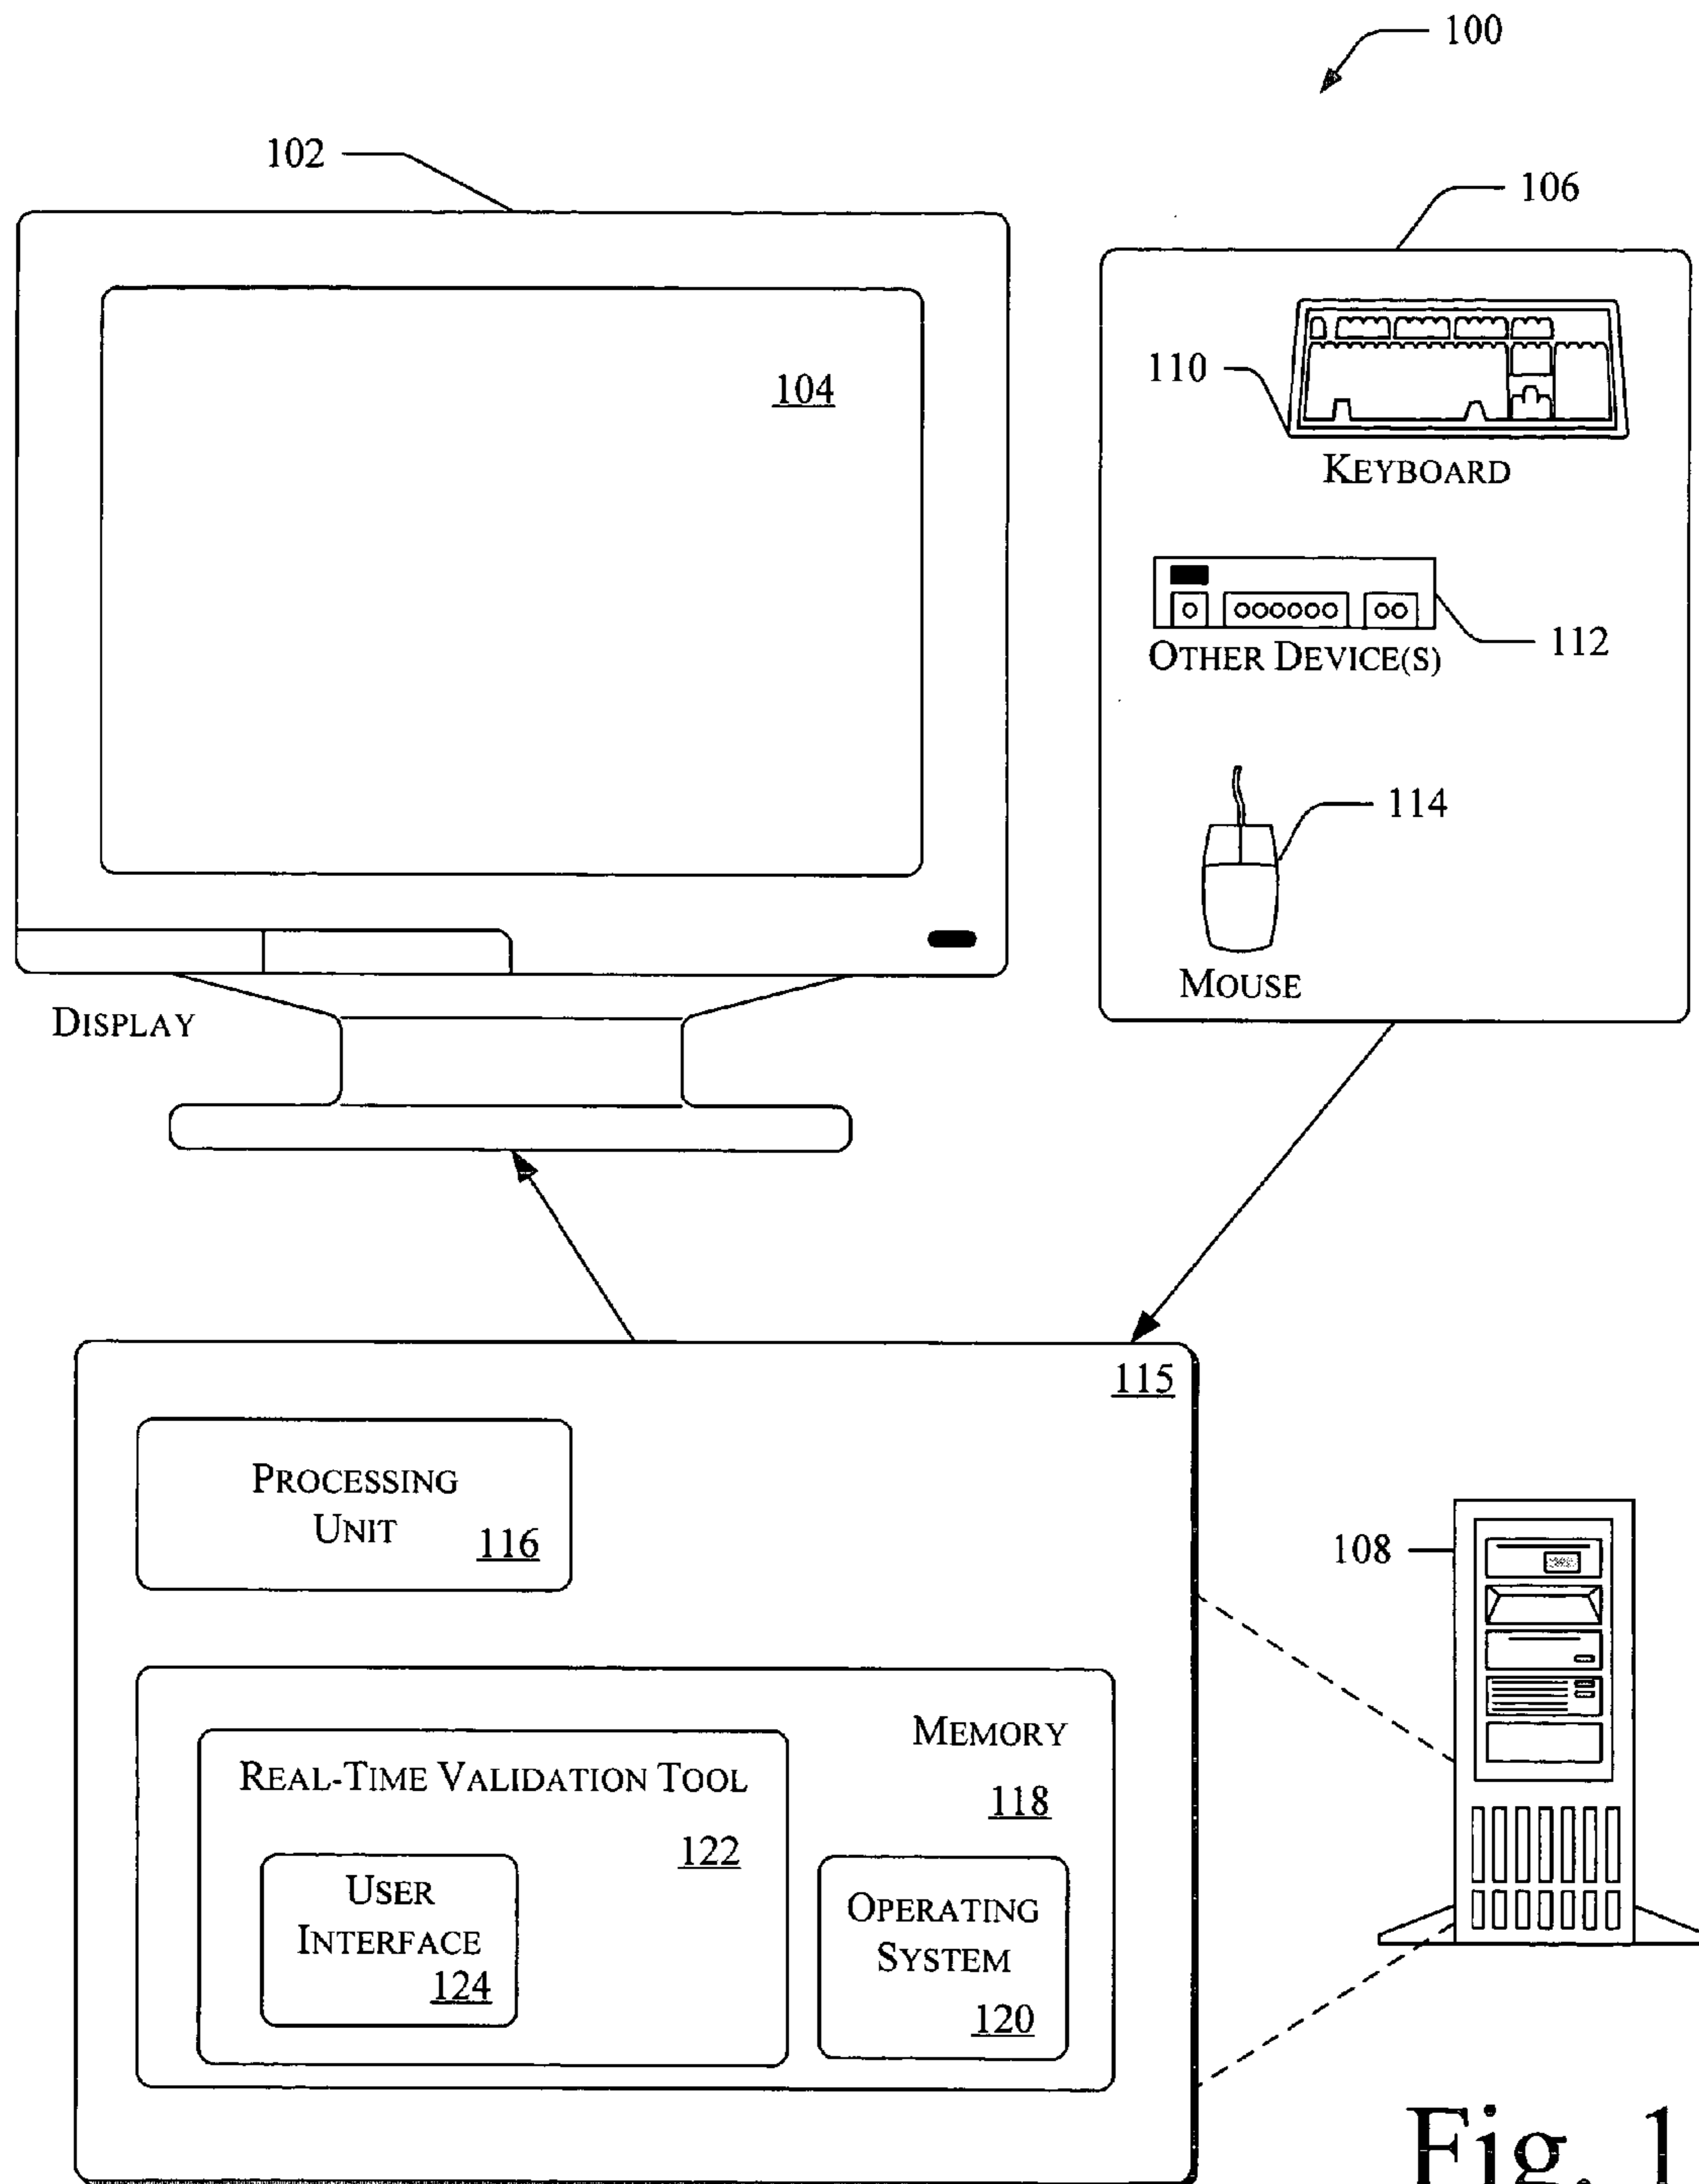 100
102
106
104
110
KEYBOARD
112
OTHER DEVICE(S)
114
MOUSE
DISPLAY
115
PROCESSING
UNIT
116
108
MEMORY
118
REAL-TIME VALIDATION TOOL
122
USER
INTERFACE
124
OPERATING
SYSTEM
120
Fig. 1